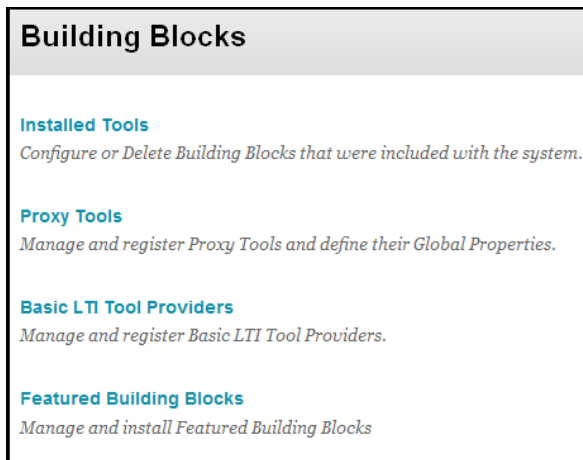 Building Blocks
Installed Tools
Configure or Delete Building Blocks that were included with the system.
Proxy Tools
Manage and register Proxy Tools and define their Global Properties.
Basic LTI Tool Providers
Manage and register Basic LTI Tool Providers.
Featured Building Blocks
Manage and install Featured Building Blocks